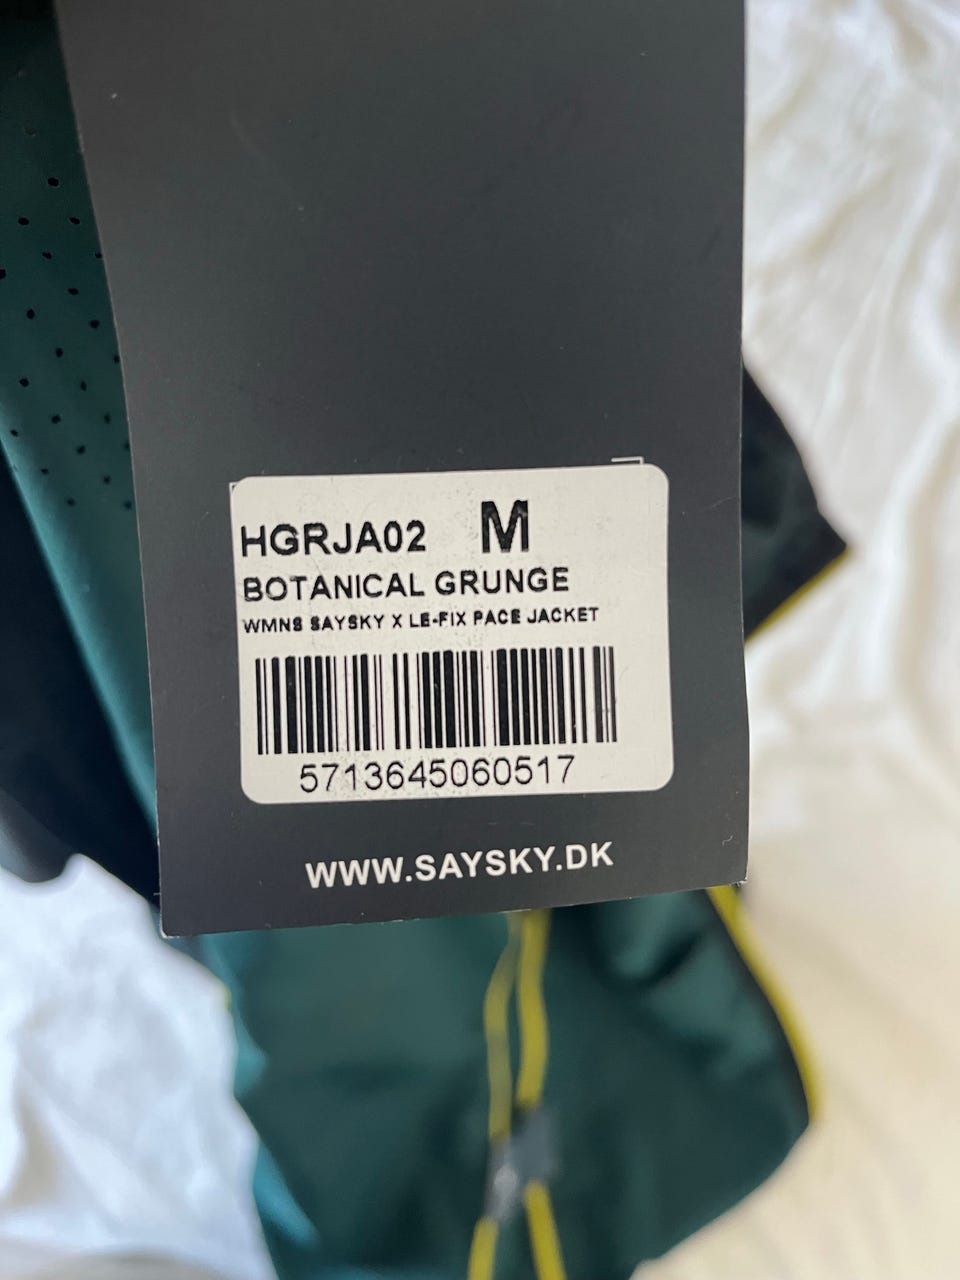 HGRJA02 M
BOTANICAL GRUNGE
WMNS SAYSKY X LE-FIX PACE JACKET
5713645060517
WWW.SAYSKY.DK